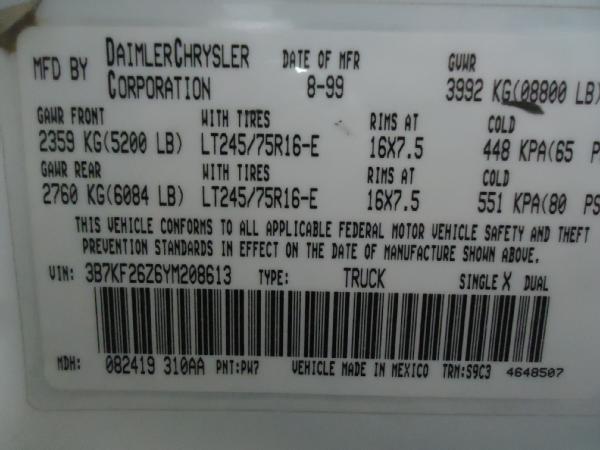 MFD BY DAIMLERCHRYSLER CORPORATION DATE OF MFR 8-99 GVWR 3992 KG(08800 LB)
GAWR FRONT WITH TIRES RIMS AT COLD
2359 KG(5200 LB) LT245/75R16-E 16X7.5 448 KPA(65 P
GAWR REAR WITH TIRES RIMS AT COLD
2760 KG(6084 LB) LT245/75R16-E 16X7.5 551 KPA(80 PS
THIS VEHICLE CONFORMS TO ALL APPLICABLE FEDERAL MOTOR VEHICLE SAFETY AND THEFT
PREVENTION STANDARDS IN EFFECT ON THE DATE OF MANUFACTURE SHOWN ABOVE.
VIN: 3B7KF26Z6YM208613 TYPE: TRUCK SINGLE X DUAL
MDH: 082419 310AA PNT:PW7 VEHICLE MADE IN MEXICO TRM:S9C3 4648507